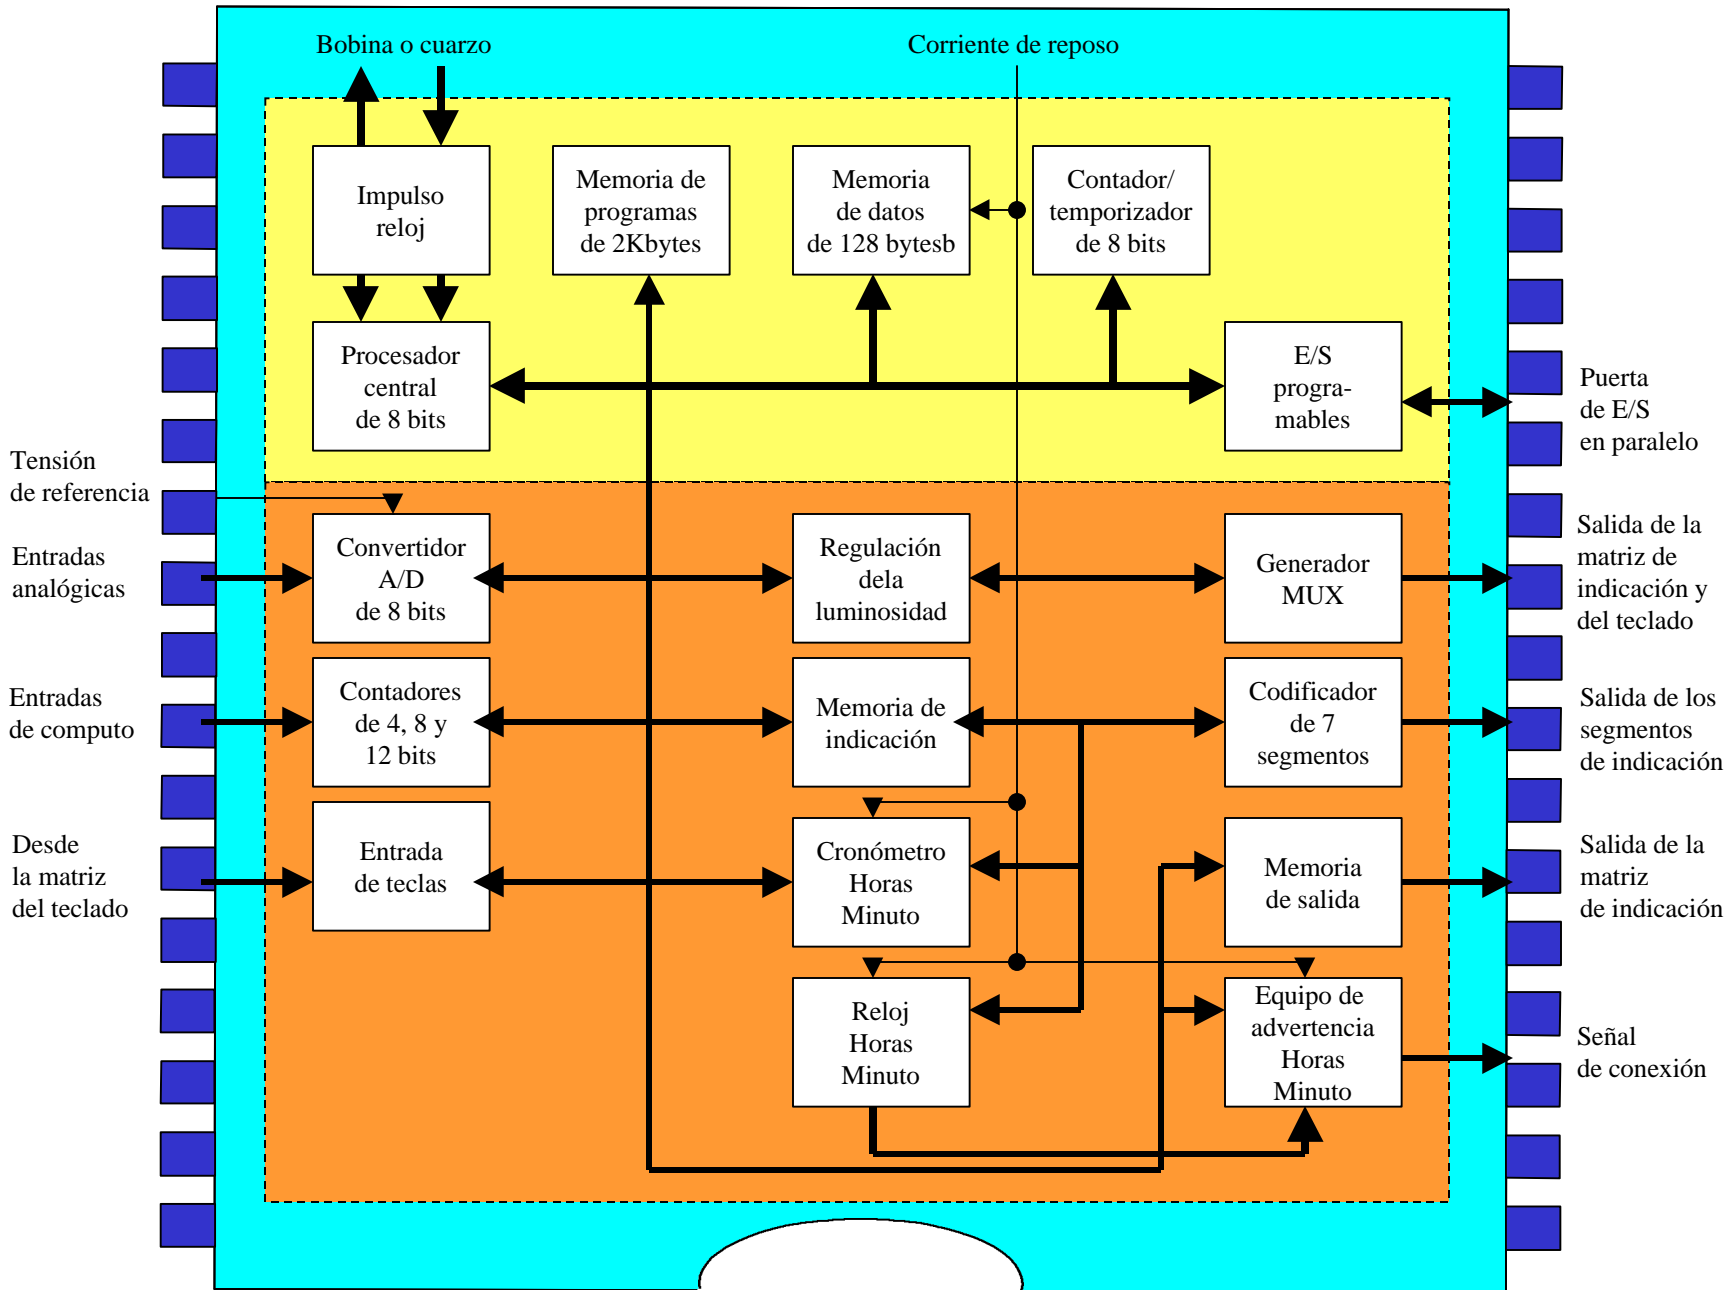 Bobina o cuarzo
Corriente de reposo
Impulso
reloj
Memoria de
programas
de 2Kbytes
Memoria
de datos
de 128 bytesb
Contador/
temporizador
de 8 bits
Procesador
central
de 8 bits
E/S
progra-
mables
Puerta
de E/S
en paralelo
Tensión
de referencia
Entradas
analógicas
Convertidor
A/D
de 8 bits
Regulación
dela
luminosidad
Generador
MUX
Salida de la
matriz de
indicación y
del teclado
Entradas
de computo
Contadores
de 4, 8 y
12 bits
Memoria de
indicación
Codificador
de 7
segmentos
Salida de los
segmentos
de indicación
Desde
la matriz
del teclado
Entrada
de teclas
Cronómetro
Horas
Minuto
Memoria
de salida
Salida de la
matriz
de indicación
Reloj
Horas
Minuto
Equipo de
advertencia
Horas
Minuto
Señal
de conexión